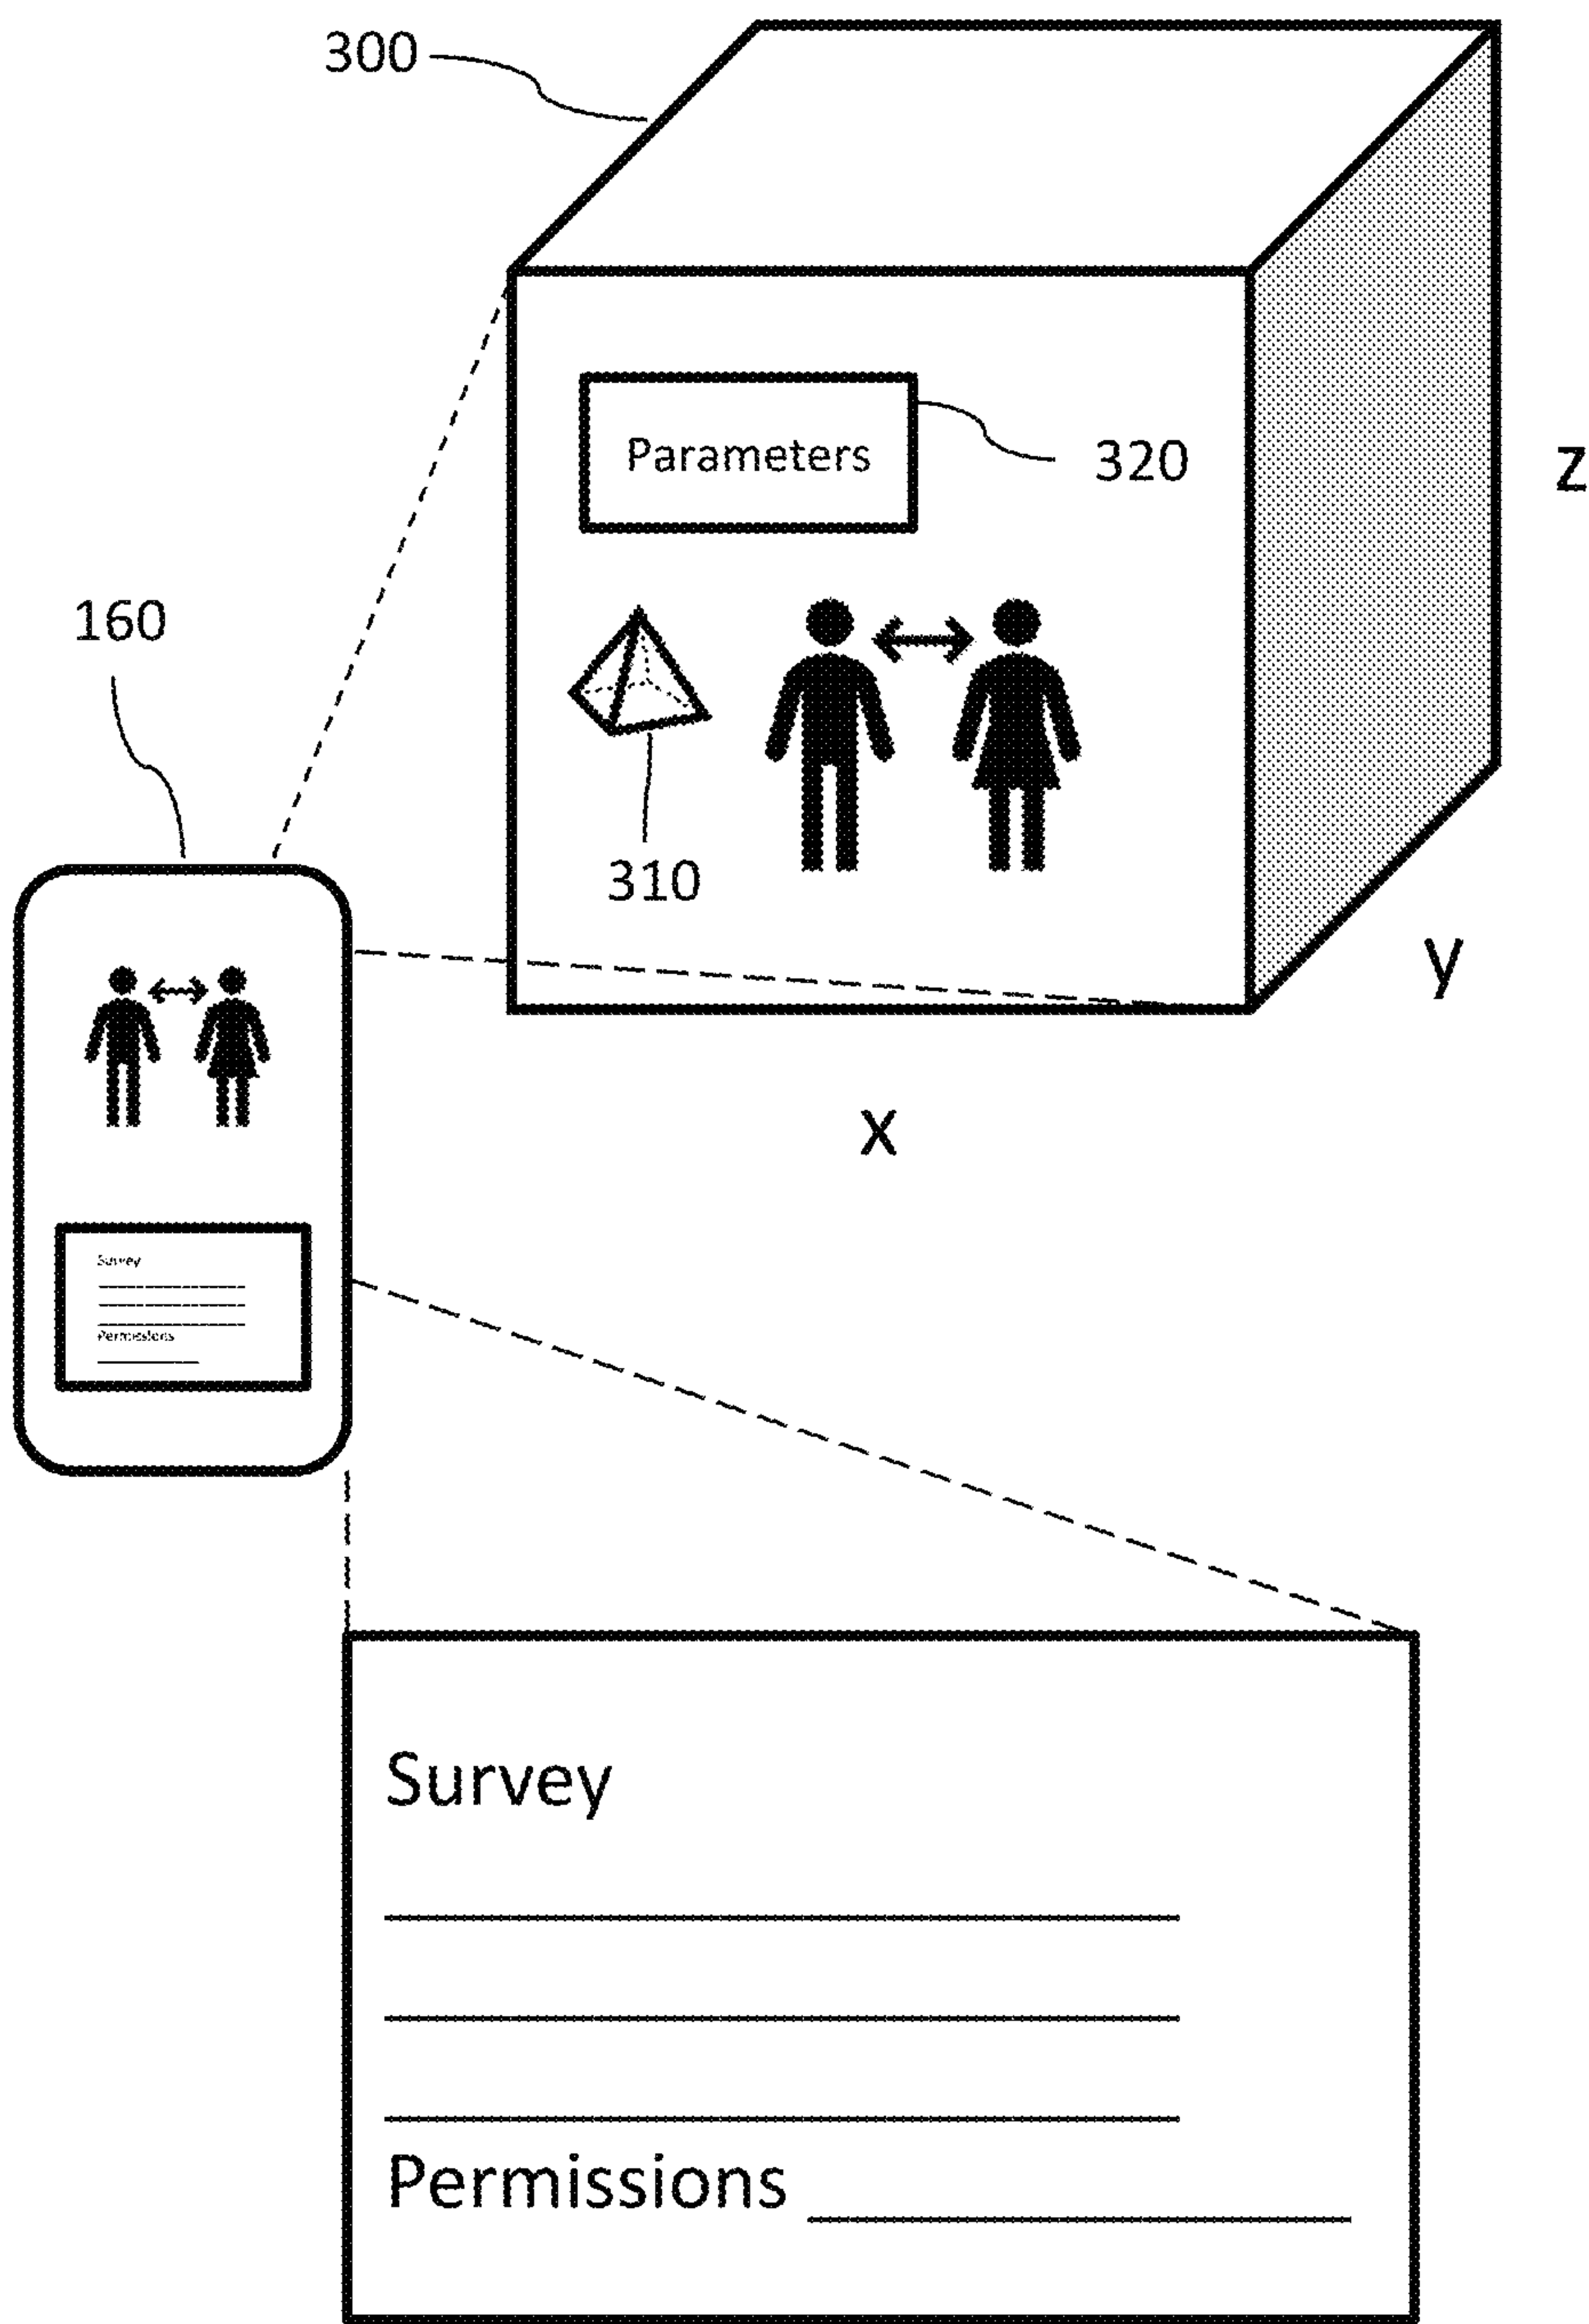 300
Parameters
320
z
160
310
y
x
Survey
Permissions
Survey
Permissions